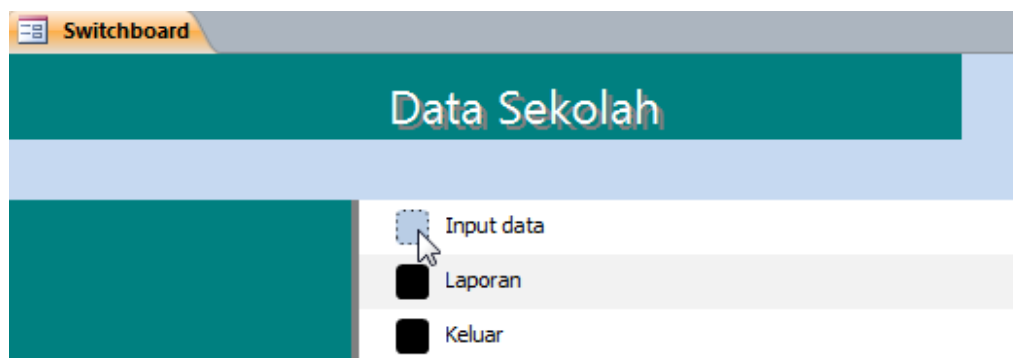 Switchboard
Data Sekolah
Input data
Laporan
Keluar